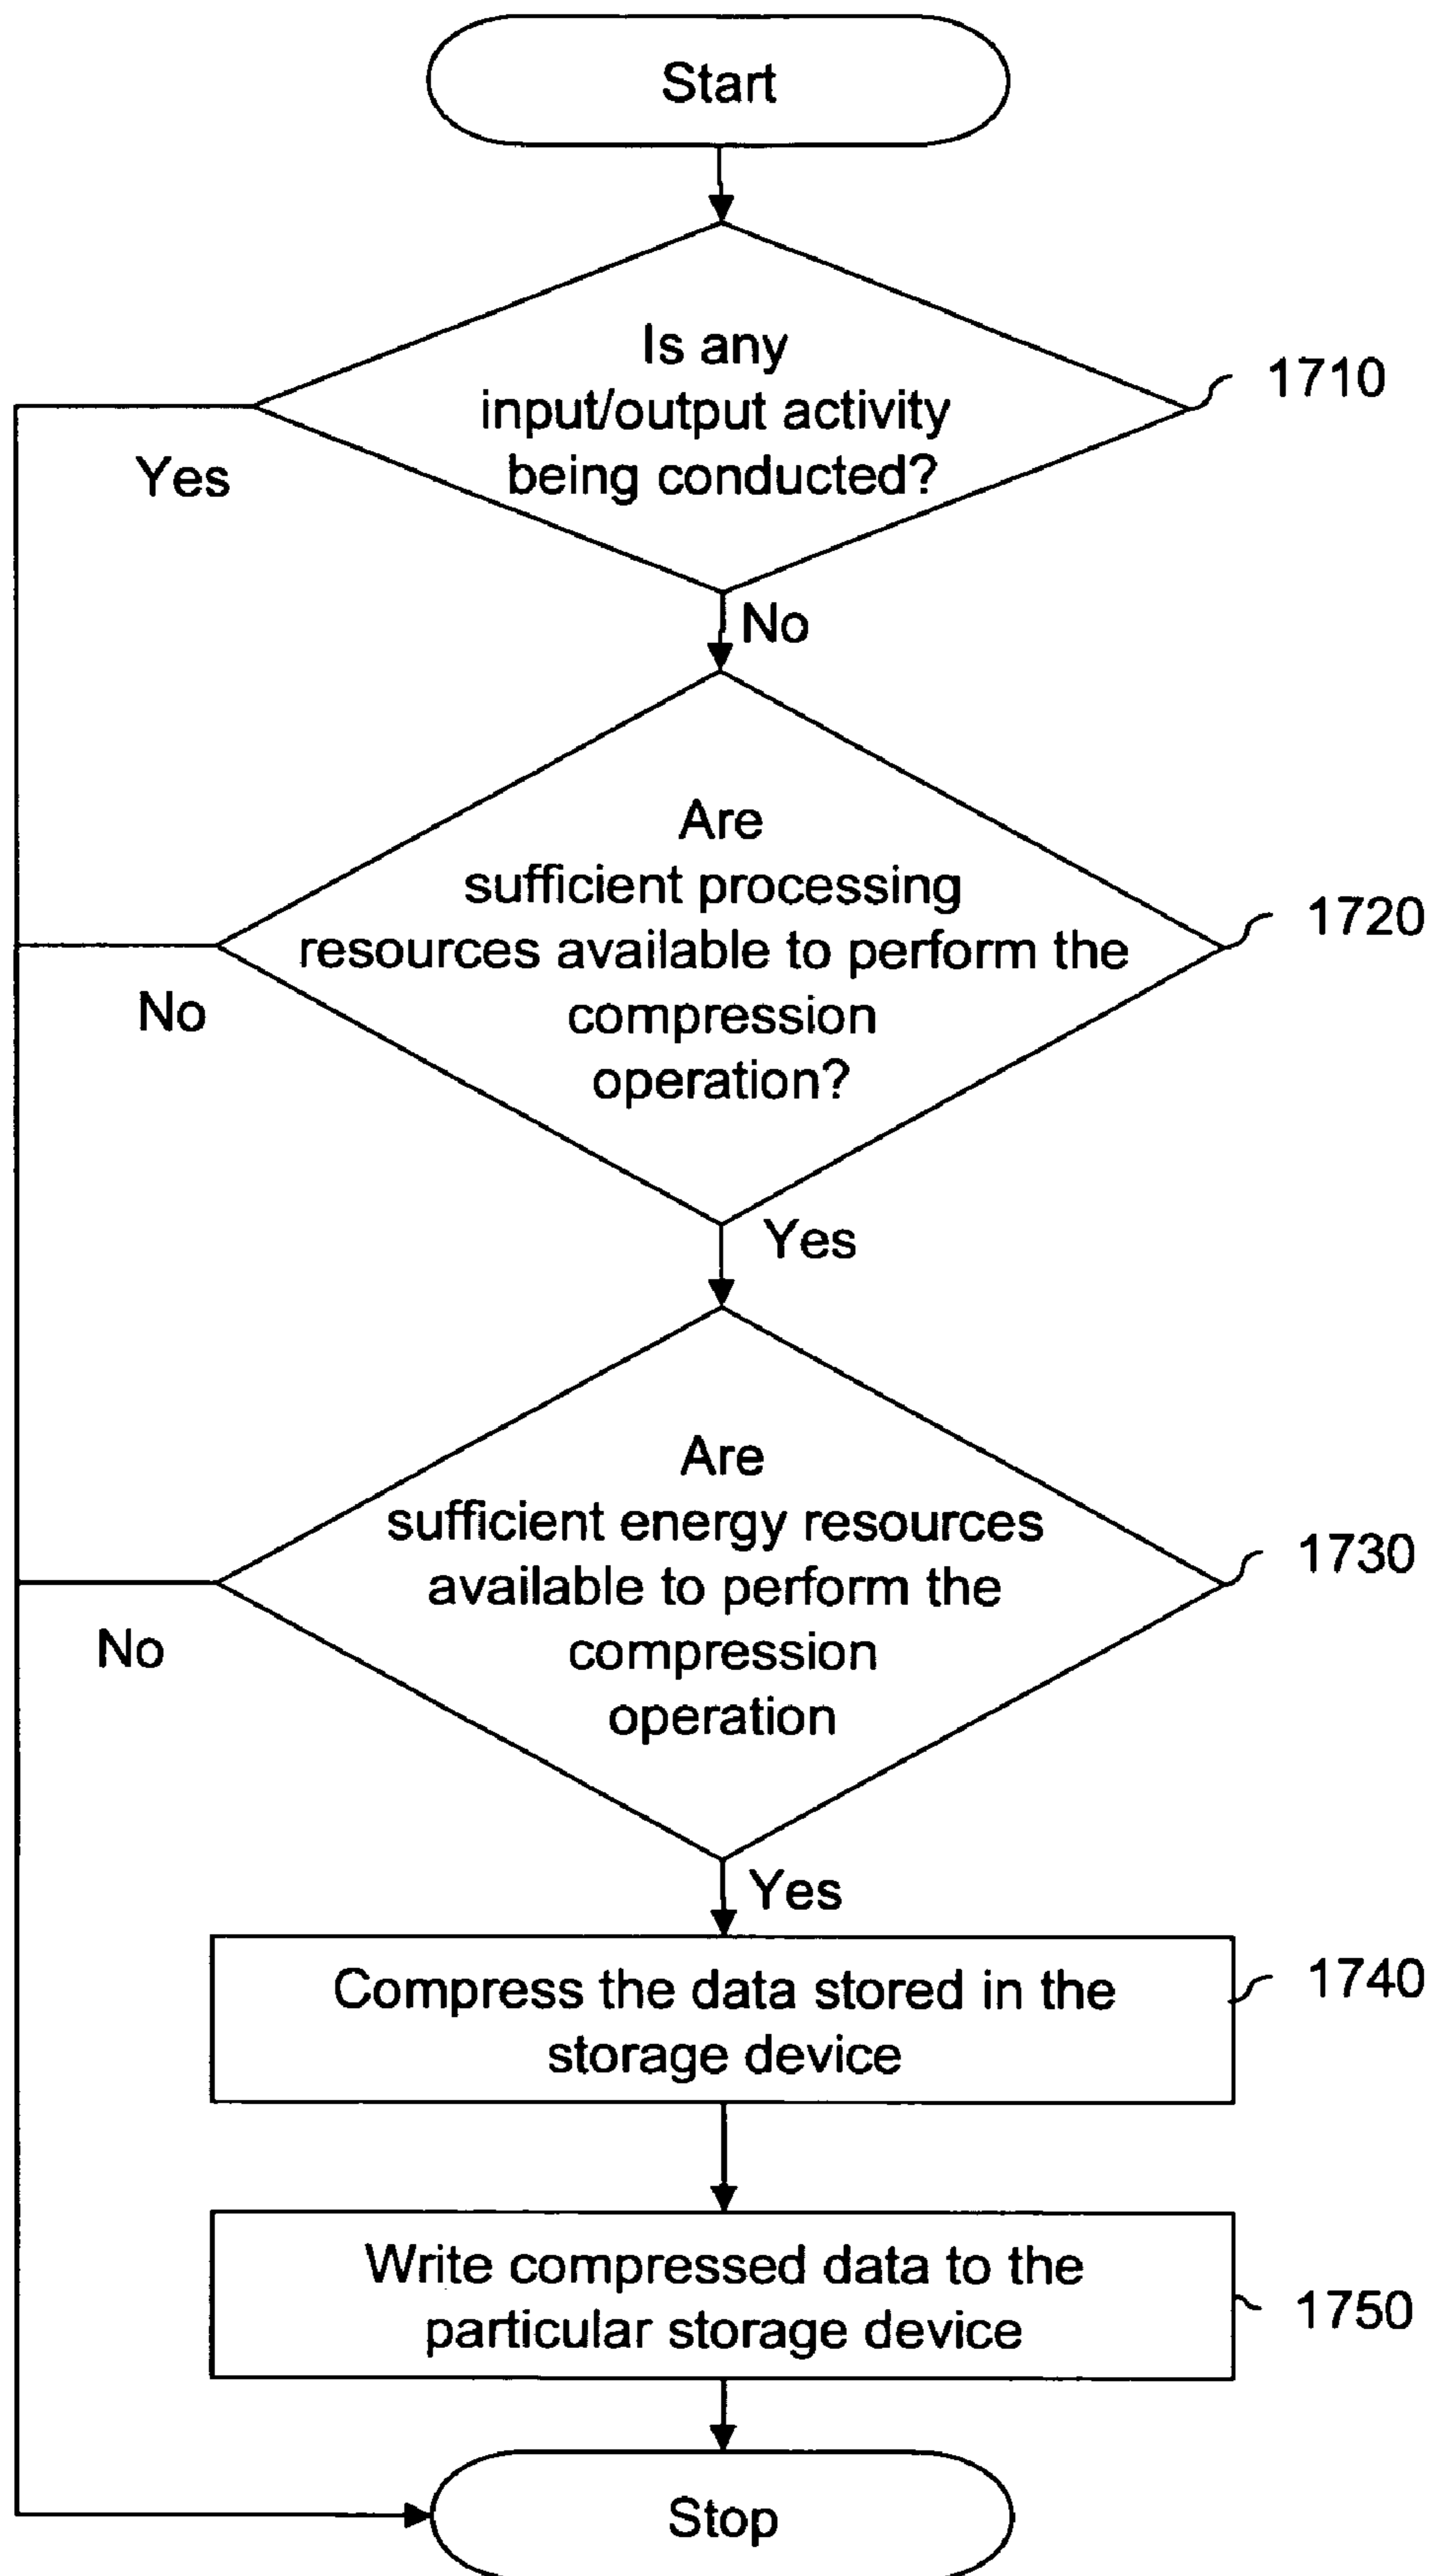 Start
Is any
input/output activity
being conducted?
1710
Yes
No
Are
sufficient processing
resources available to perform the
compression
operation?
1720
No
Yes
Are
sufficient energy resources
available to perform the
compression
operation
1730
No
Yes
Compress the data stored in the
storage device
1740
Write compressed data to the
particular storage device
1750
Stop